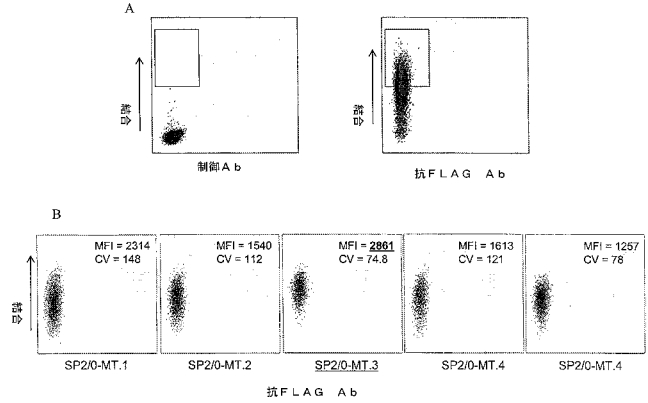 A
結合
制御Ab
結合
抗FLAG Ab
B
結合
MFI = 2314
CV = 148
MFI = 1540
CV = 112
MFI = 2861
CV = 74.8
MFI = 1613
CV = 121
MFI = 1257
CV = 78
SP2/0-MT.1
SP2/0-MT.2
SP2/0-MT.3
SP2/0-MT.4
SP2/0-MT.4
抗FLAG Ab